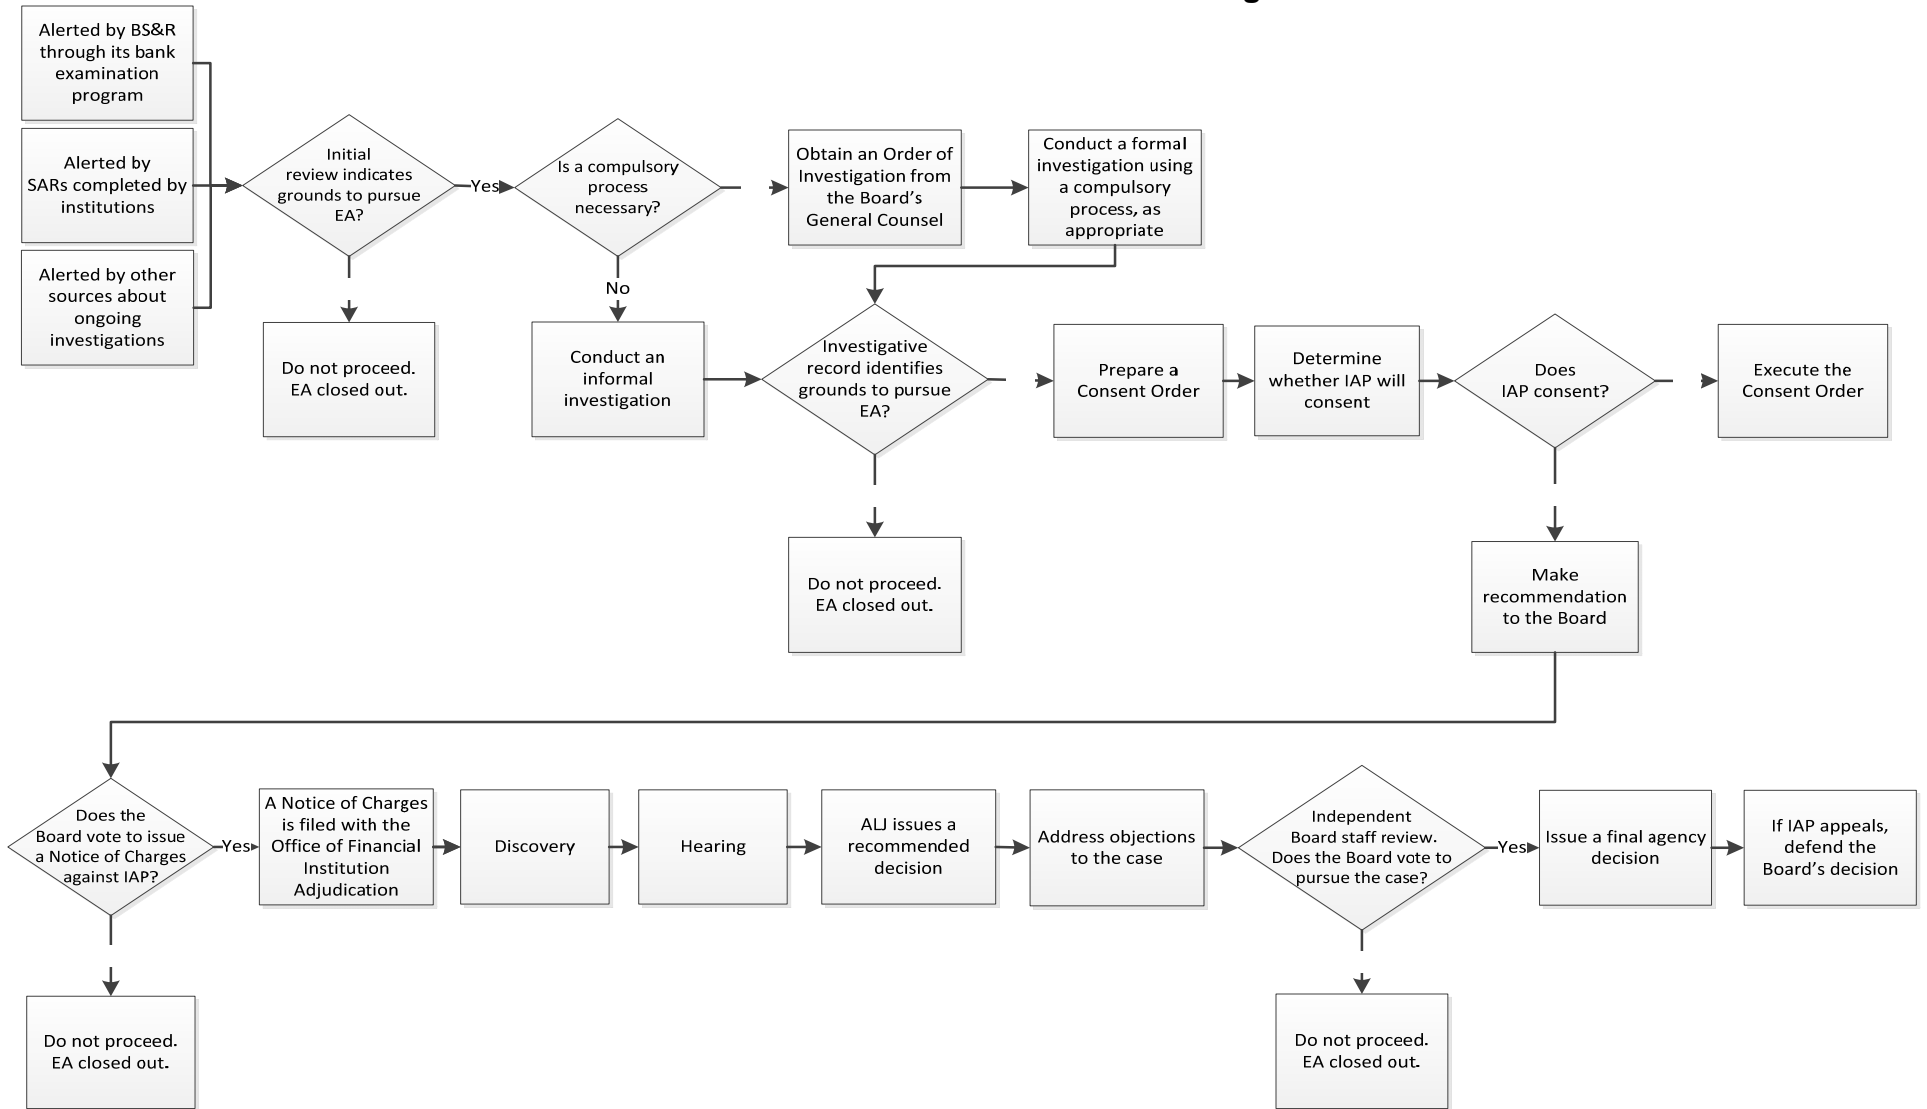 Alerted by BS&R
through its bank
examination
program
Alerted by
SARs completed by
institutions
Alerted by other
sources about
ongoing
investigations
Initial
review indicates
grounds to pursue
EA?
Yes
Is a compulsory
process
necessary?
Obtain an Order of
Investigation from
the Board's
General Counsel
Conduct a formal
investigation using
a compulsory
process, as
appropriate
No
Do not proceed.
EA closed out.
Conduct an
informal
investigation
Investigative
record identifies
grounds to pursue
EA?
Prepare a
Consent Order
Determine
whether IAP will
consent
Does
IAP consent?
Execute the
Consent Order
Do not proceed.
EA closed out.
Make
recommendation
to the Board
Does the
Board vote to issue
a Notice of Charges
against IAP?
Yes
A Notice of Charges
is filed with the
Office of Financial
Institution
Adjudication
Discovery
Hearing
ALJ issues a
recommended
decision
Address objections
to the case
Independent
Board staff review.
Does the Board vote to
pursue the case?
Yes
Issue a final agency
decision
If IAP appeals,
defend the
Board's decision
Do not proceed.
EA closed out.
Do not proceed.
EA closed out.